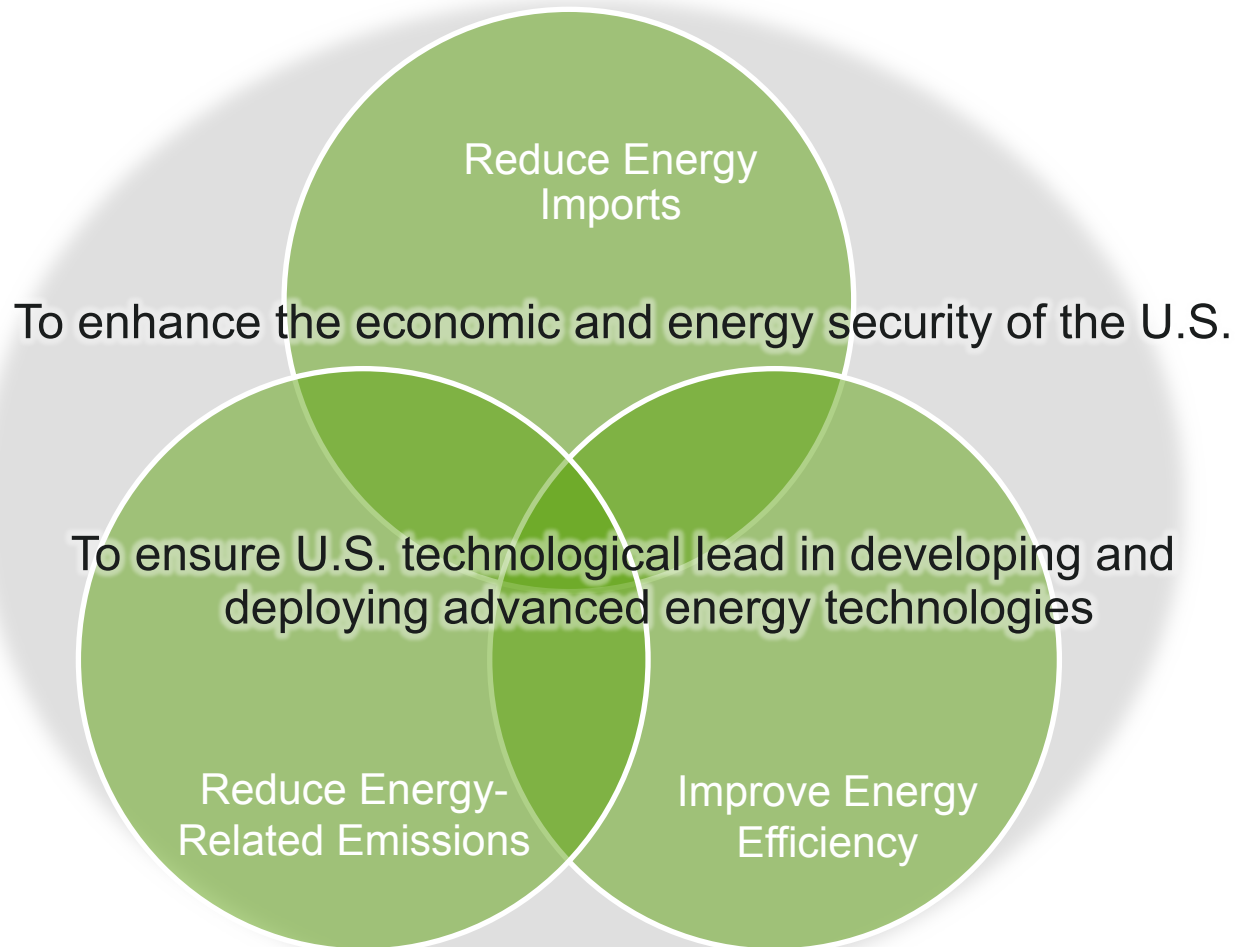 Reduce Energy
Imports
To enhance the economic and energy security of the U.S.
To ensure U.S. technological lead in developing and
deploying advanced energy technologies
Reduce Energy-
Related Emissions
Improve Energy
Efficiency